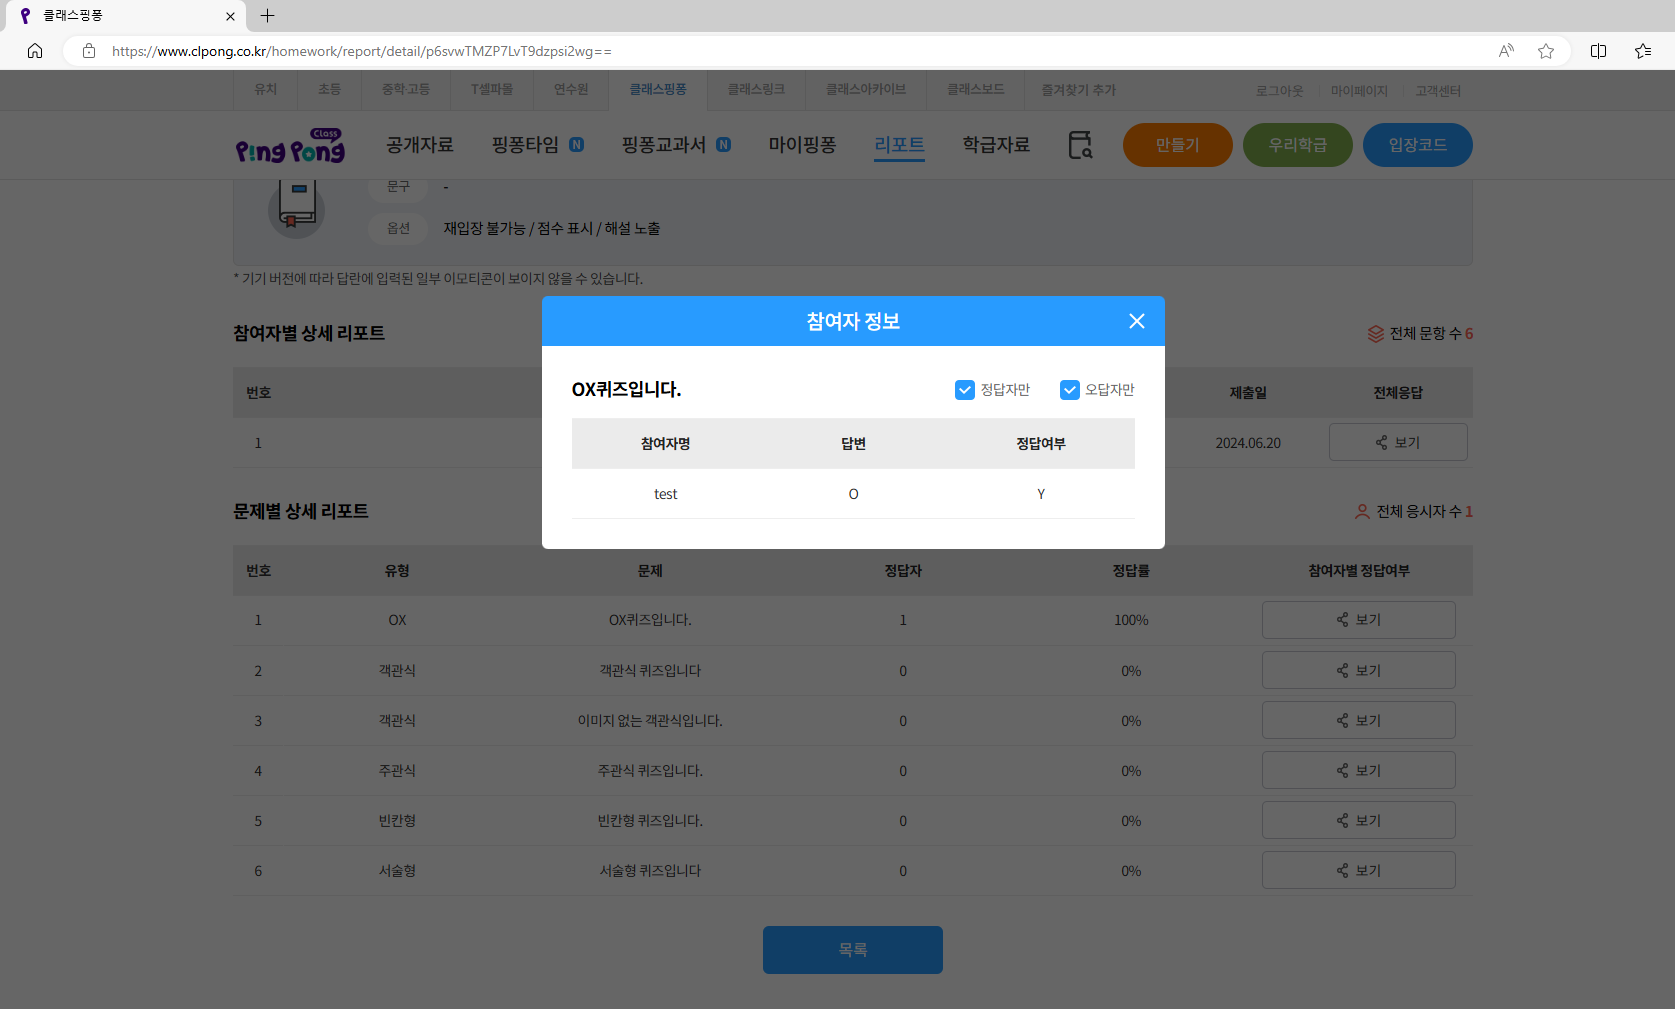 클래스핑퐁
https://www.clpong.co.kr/homework/report/detail/p6svwTMZP7LvT9dzpsi2wg==
유치 초등 중학·고등 T셀파몰 연수원 클래스핑퐁 클래스링크 클래스아카이브 클래스보드 즐겨찾기 추가 로그아웃 마이페이지 고객센터
Class
Ping Pong 공개자료 핑퐁타임 N 핑퐁교과서 N 마이핑퐁 리포트 학급자료 만들기 우리학급 입장코드
문구 -
옵션 재입장 불가능 / 점수 표시 / 해설 노출
* 기기 버전에 따라 답란에 입력된 일부 이모티콘이 보이지 않을 수 있습니다.
참여자 정보
참여자별 상세 리포트 전체 문항 수 6
OX퀴즈입니다. 정답자만 오답자만
번호 제출일 전체응답
참여자명 답변 정답여부
1 2024.06.20 보기
test O Y
문제별 상세 리포트 전체 응시자 수 1
번호 유형 문제 정답자 정답률 참여자별 정답여부
1 OX OX퀴즈입니다. 1 100% 보기
2 객관식 객관식 퀴즈입니다 0 0% 보기
3 객관식 이미지 없는 객관식입니다. 0 0% 보기
4 주관식 주관식 퀴즈입니다. 0 0% 보기
5 빈칸형 빈칸형 퀴즈입니다. 0 0% 보기
6 서술형 서술형 퀴즈입니다 0 0% 보기
목록